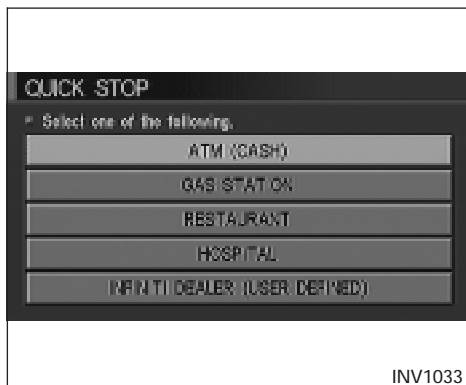 QUICK STOP
Select one of the following.
ATM (CASH)
GAS STATION
RESTAURANT
HOSPITAL
INFINITI DEALER (USER DEFINED)
INV1033